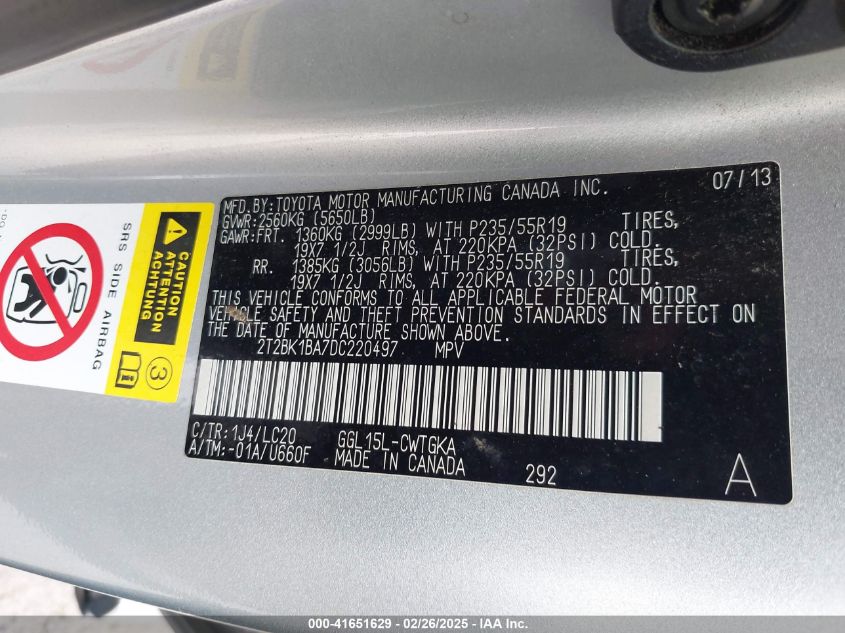 MFD.BY:TOYOTA MOTOR MANUFACTURING CANADA INC. 07/13
GVWR:2560KG (5650LB)
GAWR:FRT. 1360KG (2999LB) WITH P235/55R19 TIRES,
19X7 1/2J RIMS, AT 220KPA (32PSI) COLD.
RR. 1385KG (3056LB) WITH P235/55R19 TIRES,
19X7 1/2J RIMS, AT 220KPA (32PSI) COLD.
THIS VEHICLE CONFORMS TO ALL APPLICABLE FEDERAL MOTOR
VEHICLE SAFETY AND THEFT PREVENTION STANDARDS IN EFFECT ON
THE DATE OF MANUFACTURE SHOWN ABOVE.
2T2BK1BA7DC220497 MPV
C/TR:1J4/LC20 GGL15L-CWTGKA
A/TM:-01A/U660F MADE IN CANADA 292 A
CAUTION
ATTENTION
ACHTUNG
3
SRS SIDE AIRBAG
000-41651629 - 02/26/2025 - IAA Inc.